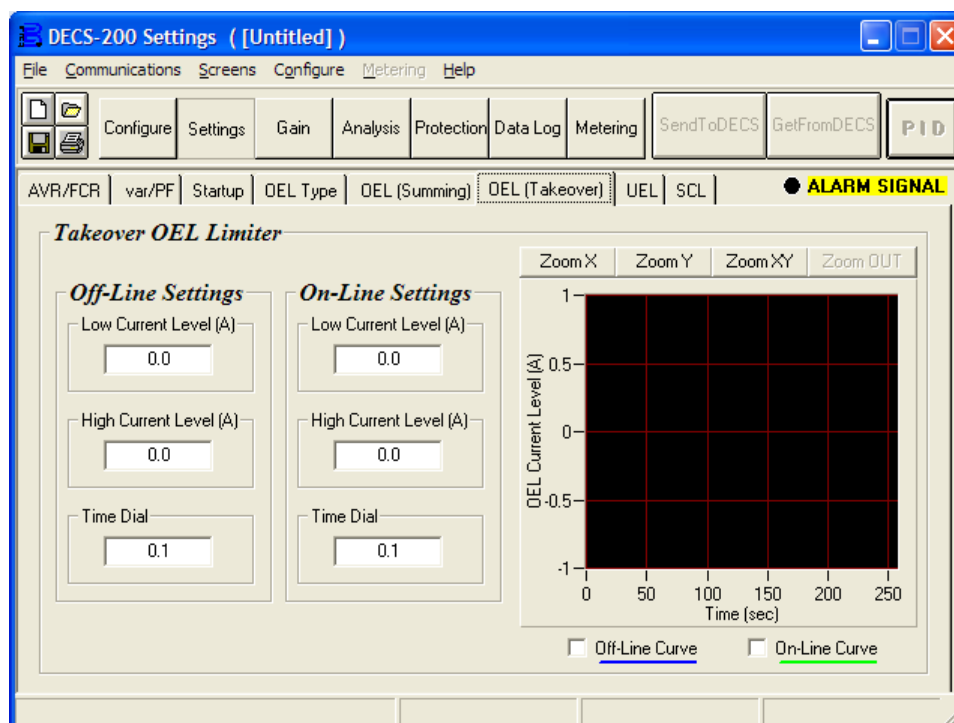 DECS-200 Settings ( [Untitled] )
File Communications Screens Configure Metering Help
Configure Settings Gain Analysis Protection Data Log Metering SendToDECS GetFromDECS PID
AVR/FCR var/PF Startup OEL Type OEL (Summing) OEL (Takeover) UEL SCL ALARM SIGNAL
Takeover OEL Limiter
Zoom X Zoom Y Zoom XY Zoom OUT
Off-Line Settings
Low Current Level (A)
0.0
High Current Level (A)
0.0
Time Dial
0.1
On-Line Settings
Low Current Level (A)
0.0
High Current Level (A)
0.0
Time Dial
0.1
OEL Current Level (A)
1
0.5
0
-0.5
-1
0 50 100 150 200 250
Time (sec)
Off-Line Curve On-Line Curve